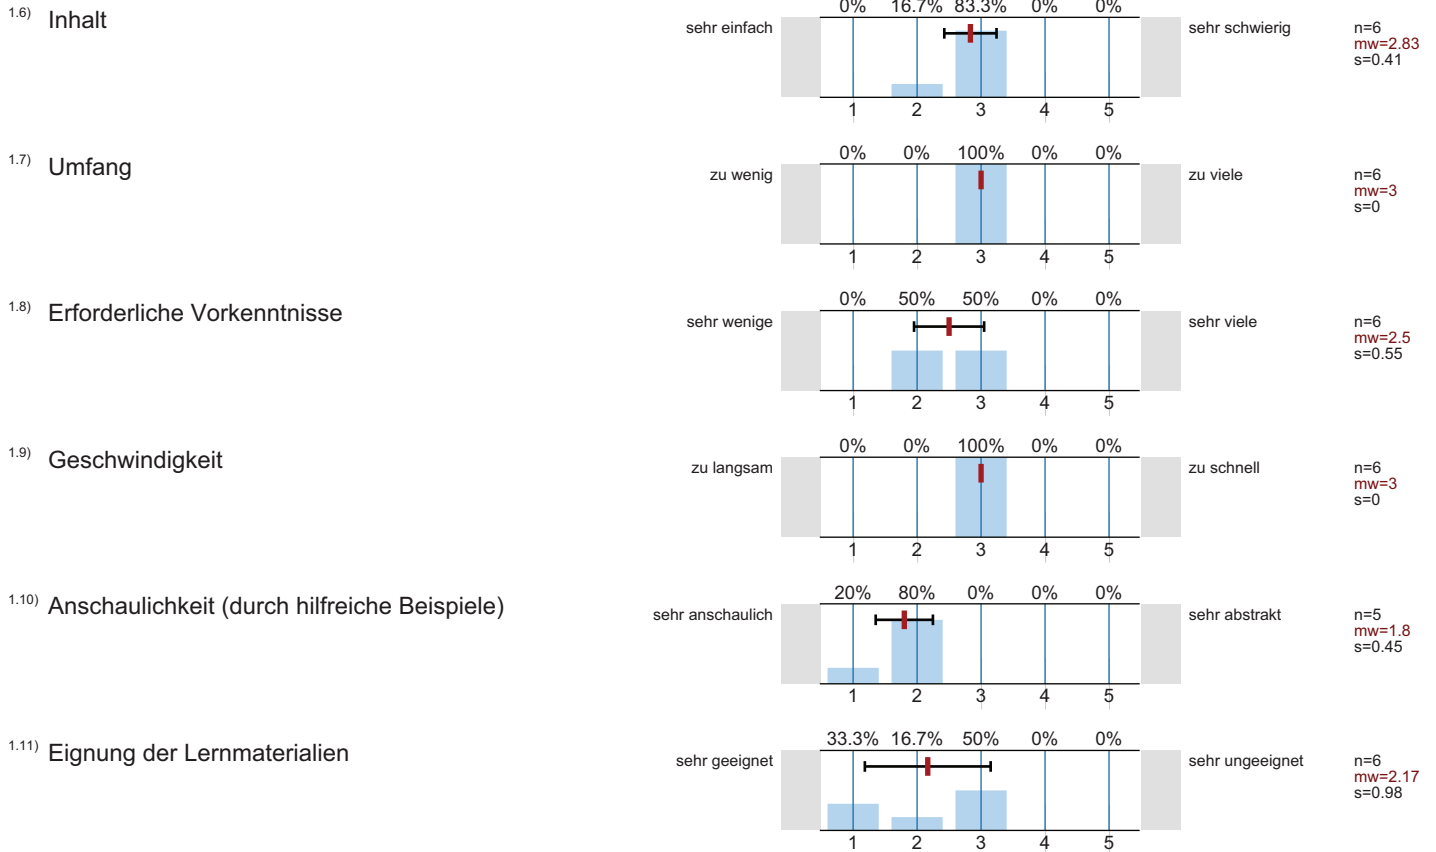 1.6) Inhalt
0% 16.7% 83.3% 0% 0%
sehr einfach sehr schwierig
n=6
mw=2.83
s=0.41
1 2 3 4 5
1.7) Umfang
0% 0% 100% 0% 0%
zu wenig zu viele
n=6
mw=3
s=0
1 2 3 4 5
1.8) Erforderliche Vorkenntnisse
0% 50% 50% 0% 0%
sehr wenige sehr viele
n=6
mw=2.5
s=0.55
1 2 3 4 5
1.9) Geschwindigkeit
0% 0% 100% 0% 0%
zu langsam zu schnell
n=6
mw=3
s=0
1 2 3 4 5
1.10) Anschaulichkeit (durch hilfreiche Beispiele)
20% 80% 0% 0% 0%
sehr anschaulich sehr abstrakt
n=5
mw=1.8
s=0.45
1 2 3 4 5
1.11) Eignung der Lernmaterialien
33.3% 16.7% 50% 0% 0%
sehr geeignet sehr ungeeignet
n=6
mw=2.17
s=0.98
1 2 3 4 5